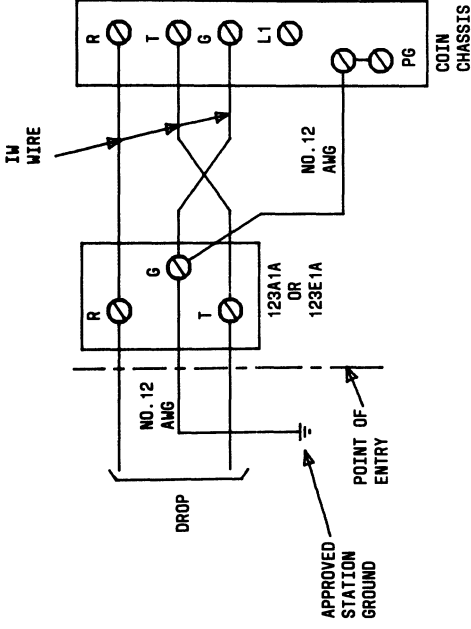 IW
WIRE
R
T
G
L1
PG
COIN
CHASSIS
NO.12
AWG
R
G
T
123A1A
OR
123E1A
NO.12
AWG
DROP
POINT OF
ENTRY
APPROVED
STATION
GROUND